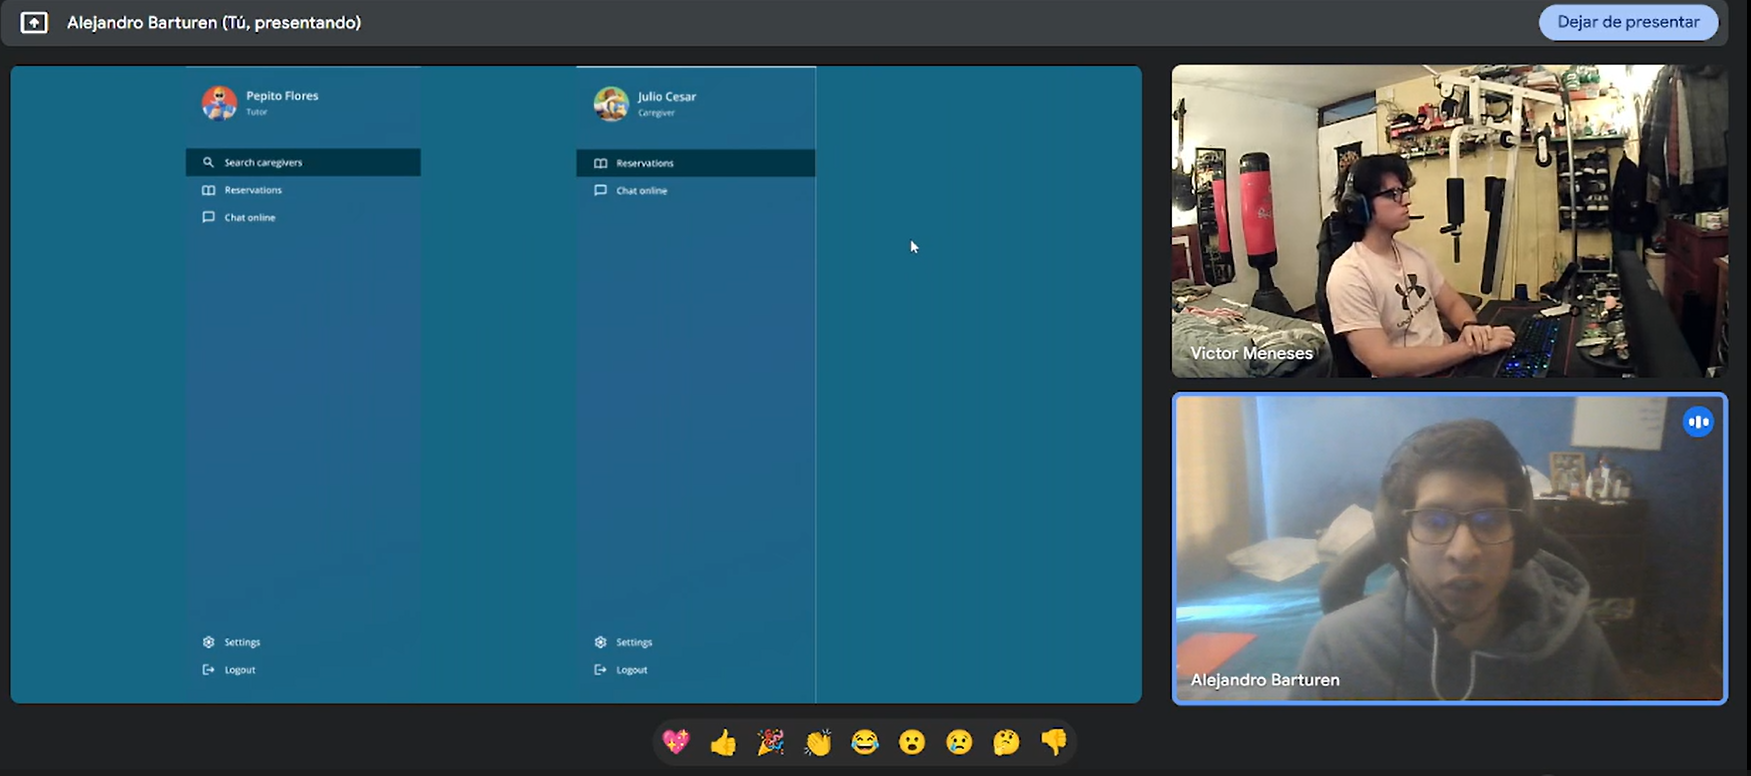 Alejandro Barturen (Tú, presentando)
Dejar de presentar
Pepito Flores
Tutor
Search caregivers
Reservations
Chat online
Settings
Logout
Julio Cesar
Caregiver
Reservations
Chat online
Settings
Logout
Victor Meneses
Alejandro Barturen